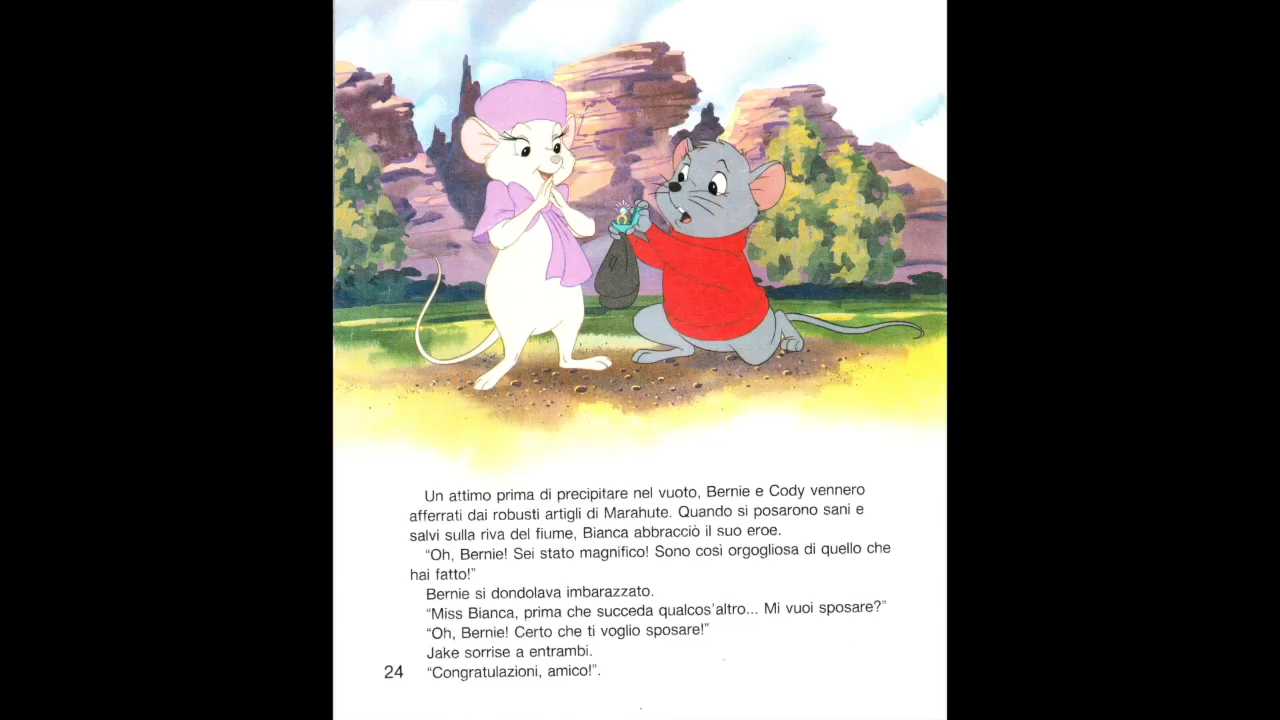 Un attimo prima di precipitare nel vuoto, Bernie e Cody vennero
afferrati dai robusti artigli di Marahute. Quando si posarono sani e
salvi sulla riva del fiume, Bianca abbracciò il suo eroe.
“Oh, Bernie! Sei stato magnifico! Sono così orgogliosa di quello che
hai fatto!”
Bernie si dondolava imbarazzato.
“Miss Bianca, prima che succeda qualcos'altro... Mi vuoi sposare?”
“Oh, Bernie! Certo che ti voglio sposare!”
Jake sorrise a entrambi.
24 “Congratulazioni, amico!”.